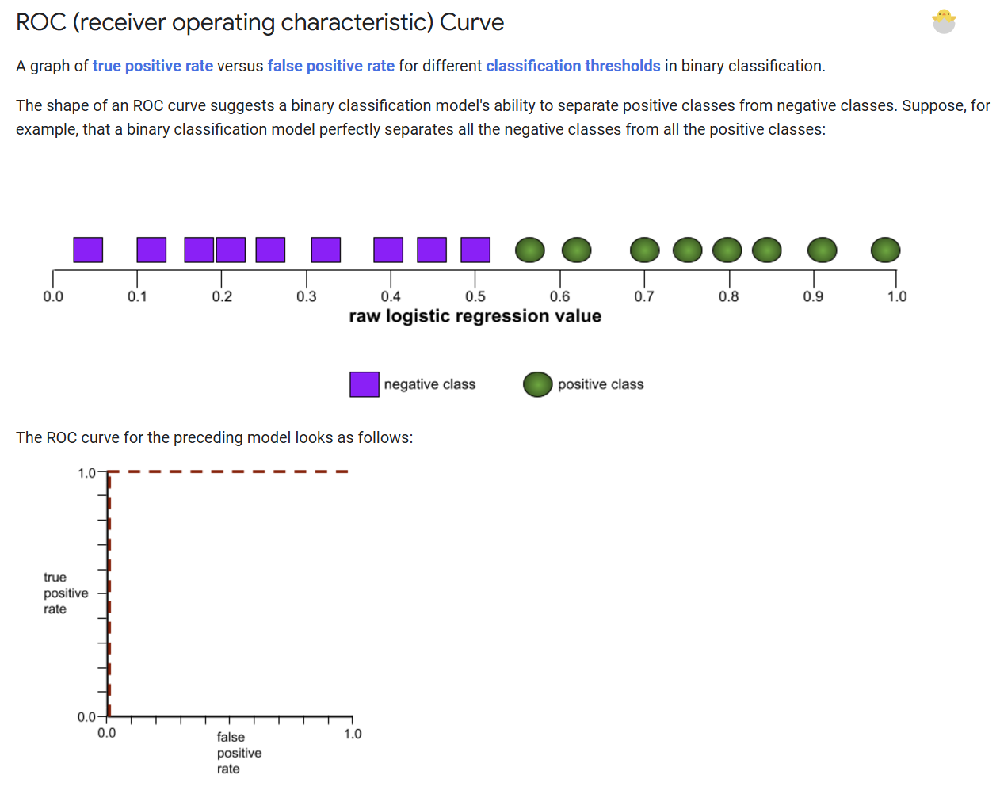 ROC (receiver operating characteristic) Curve
A graph of true positive rate versus false positive rate for different classification thresholds in binary classification.
The shape of an ROC curve suggests a binary classification model's ability to separate positive classes from negative classes. Suppose, for
example, that a binary classification model perfectly separates all the negative classes from all the positive classes:
0.0 0.1 0.2 0.3 0.4 0.5 0.6 0.7 0.8 0.9 1.0
raw logistic regression value
negative class positive class
The ROC curve for the preceding model looks as follows:
1.0
true
positive
rate
0.0
0.0 1.0
false
positive
rate